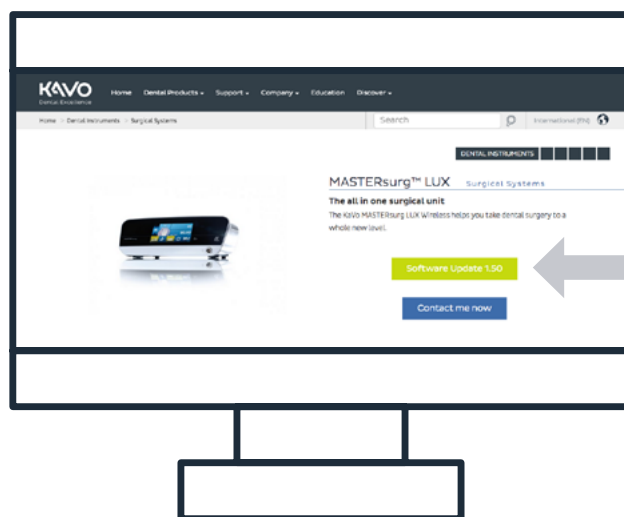 KAVO
Dental Excellence
Home Dental Products Support Company Education Discover
Home > Dental Instruments > Surgical Systems
Search
International (EN)
DENTAL INSTRUMENTS
MASTERsurg™ LUX Surgical Systems
The all in one surgical unit
The KaVo MASTERsurg LUX Wireless helps you take dental surgery to a
whole new level.
Software Update 1.50
Contact me now